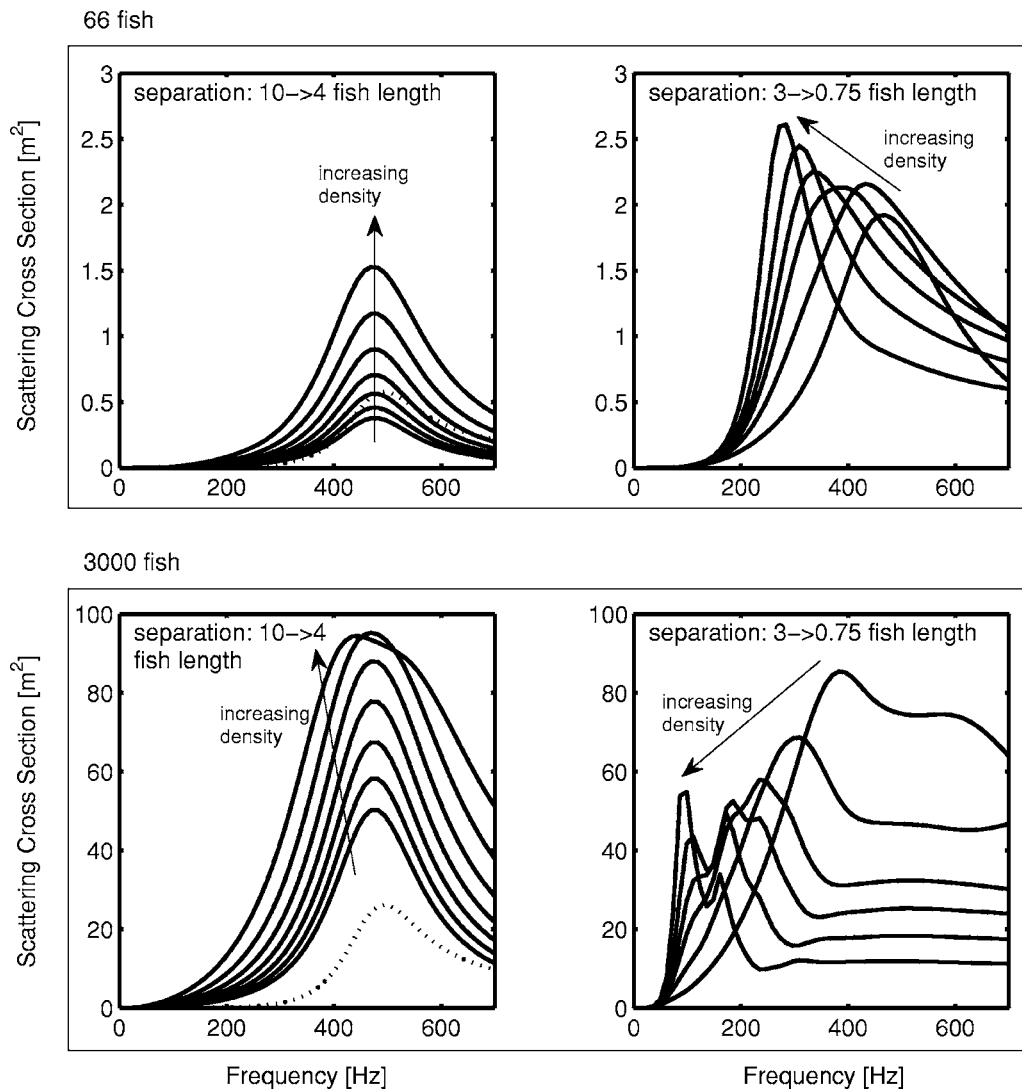 66 fish
separation: 10->4 fish length
increasing
density
Scattering Cross Section [m²]
3
2.5
2
1.5
1
0.5
0
0 200 400 600
separation: 3->0.75 fish length
increasing
density
3
2.5
2
1.5
1
0.5
0
0 200 400 600
3000 fish
separation: 10->4
fish length
increasing
density
Scattering Cross Section [m²]
100
80
60
40
20
0
0 200 400 600
Frequency [Hz]
separation: 3->0.75 fish length
increasing
density
100
80
60
40
20
0
0 200 400 600
Frequency [Hz]